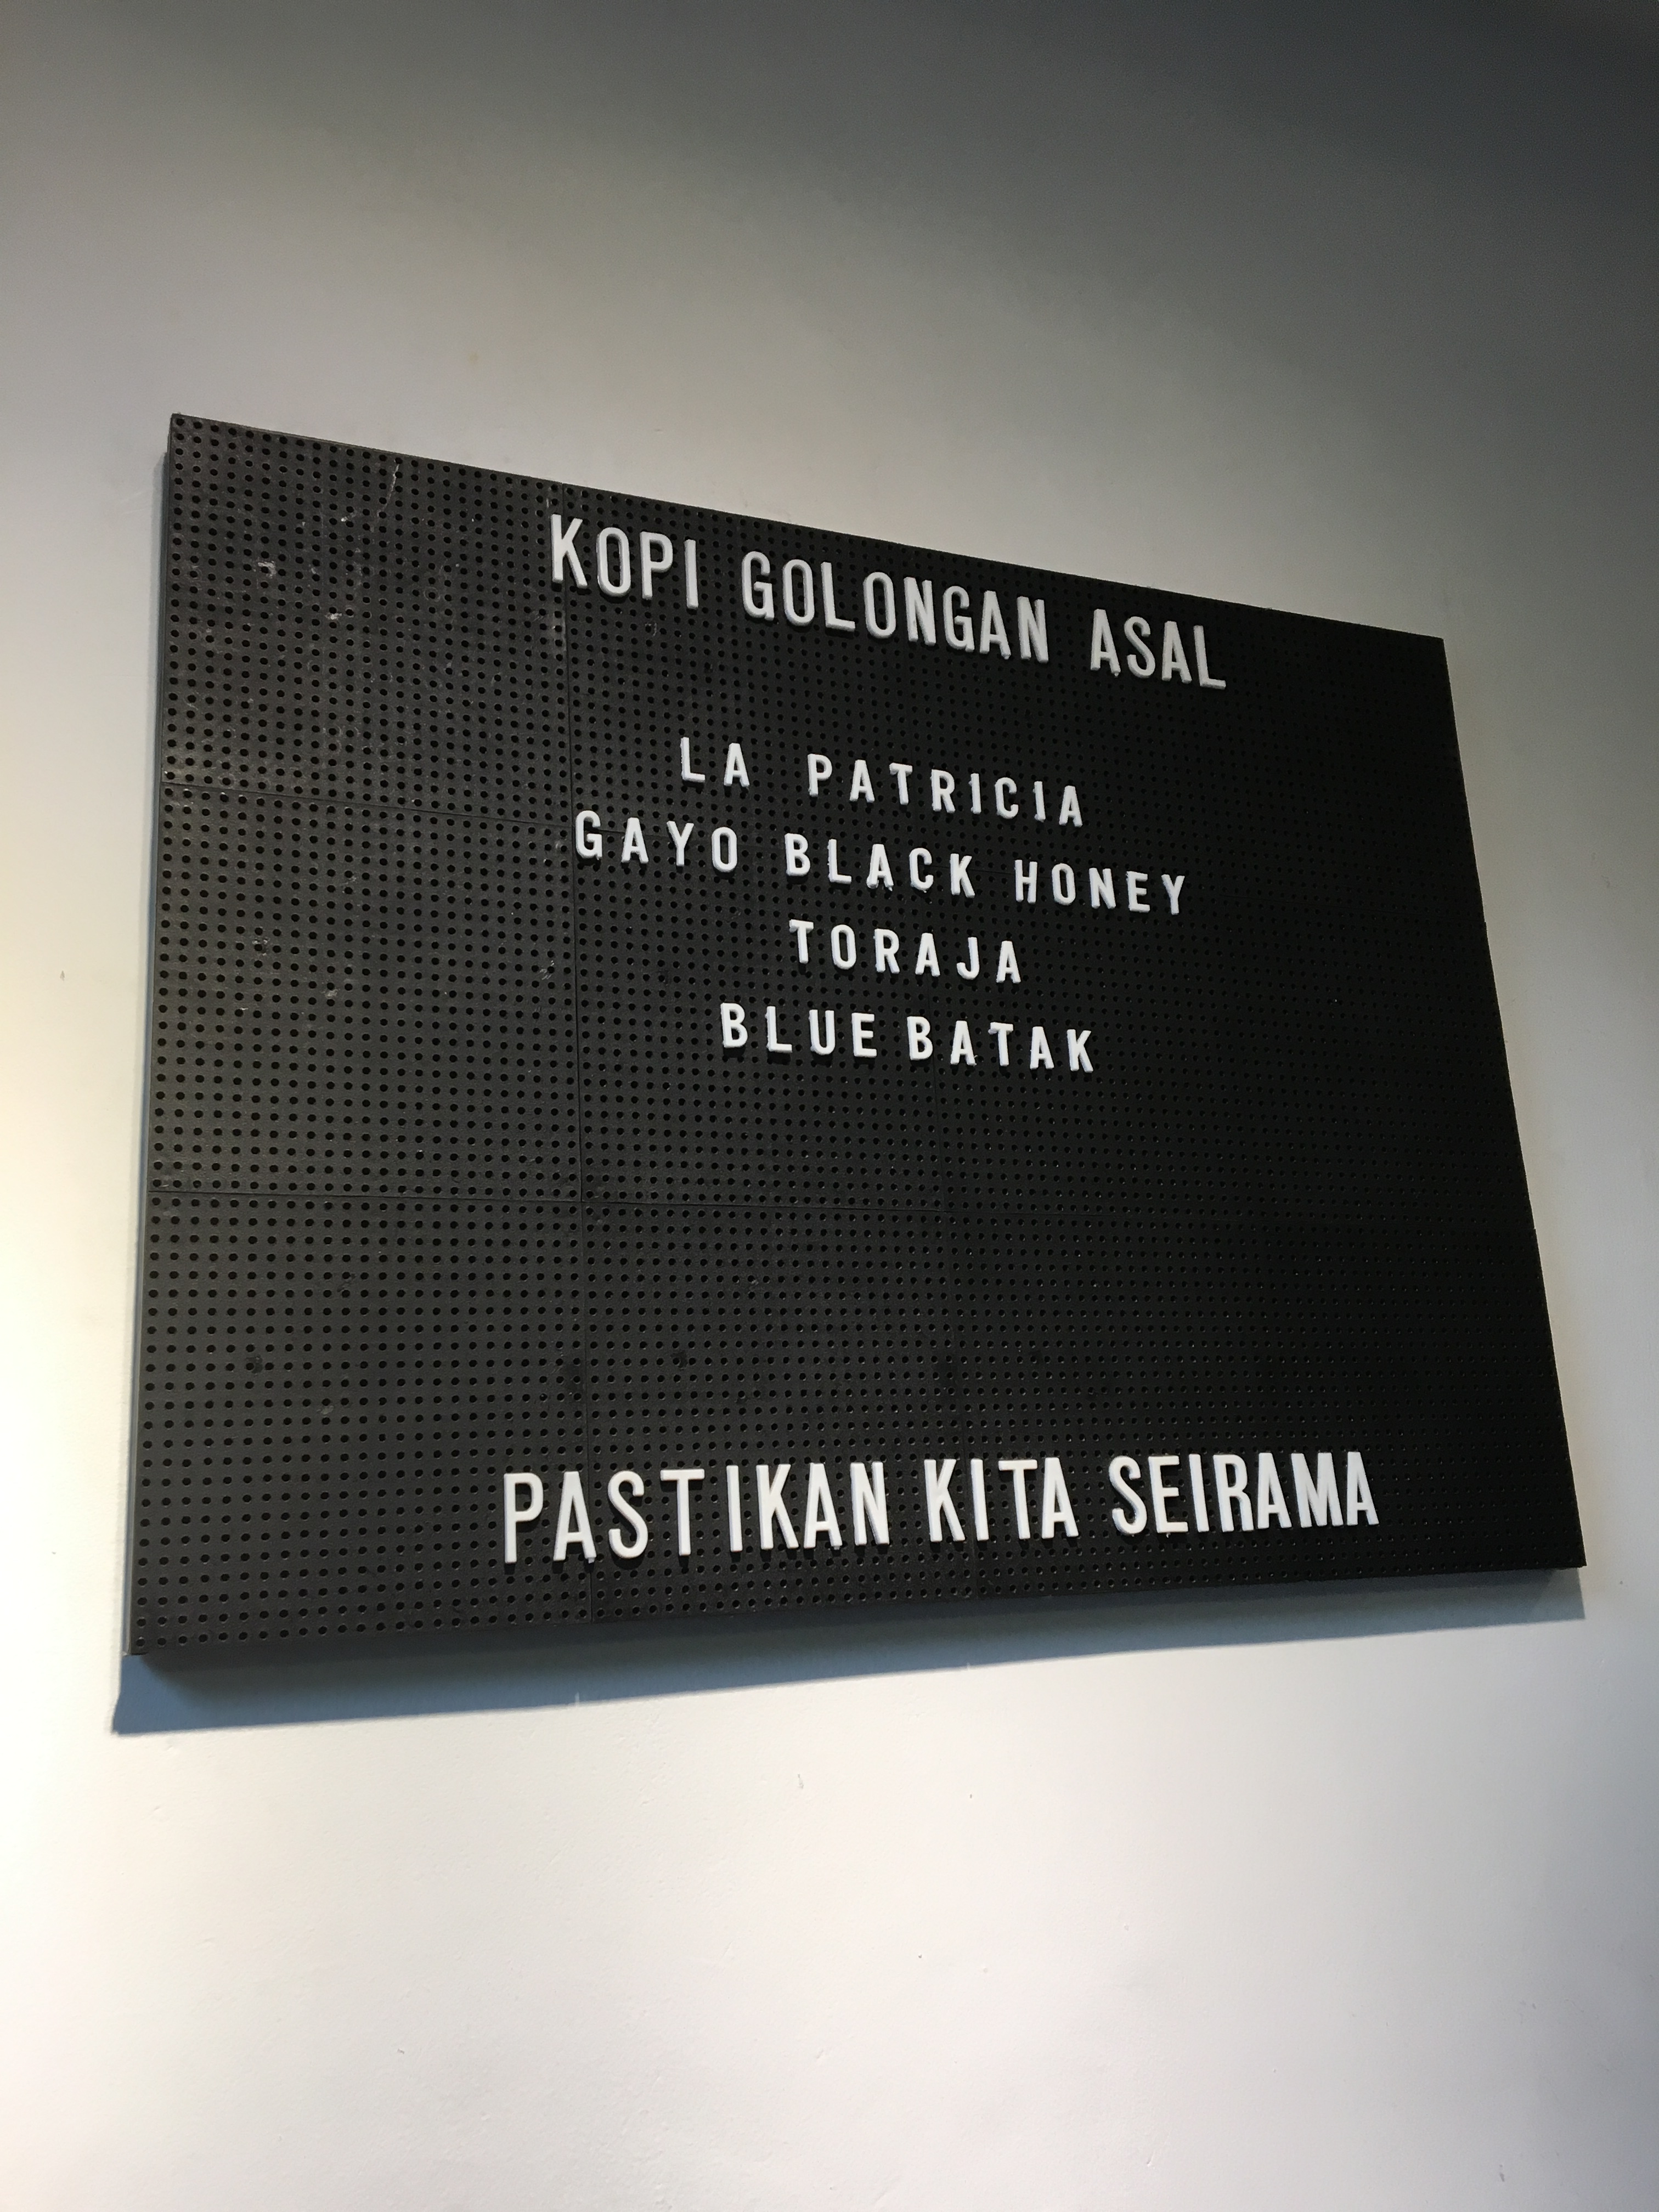 KOPI GOLONGAN ASAL
LA PATRICIA
GAYO BLACK HONEY
TORAJA
BLUE BATAK
PASTIKAN KITA SEIRAMA